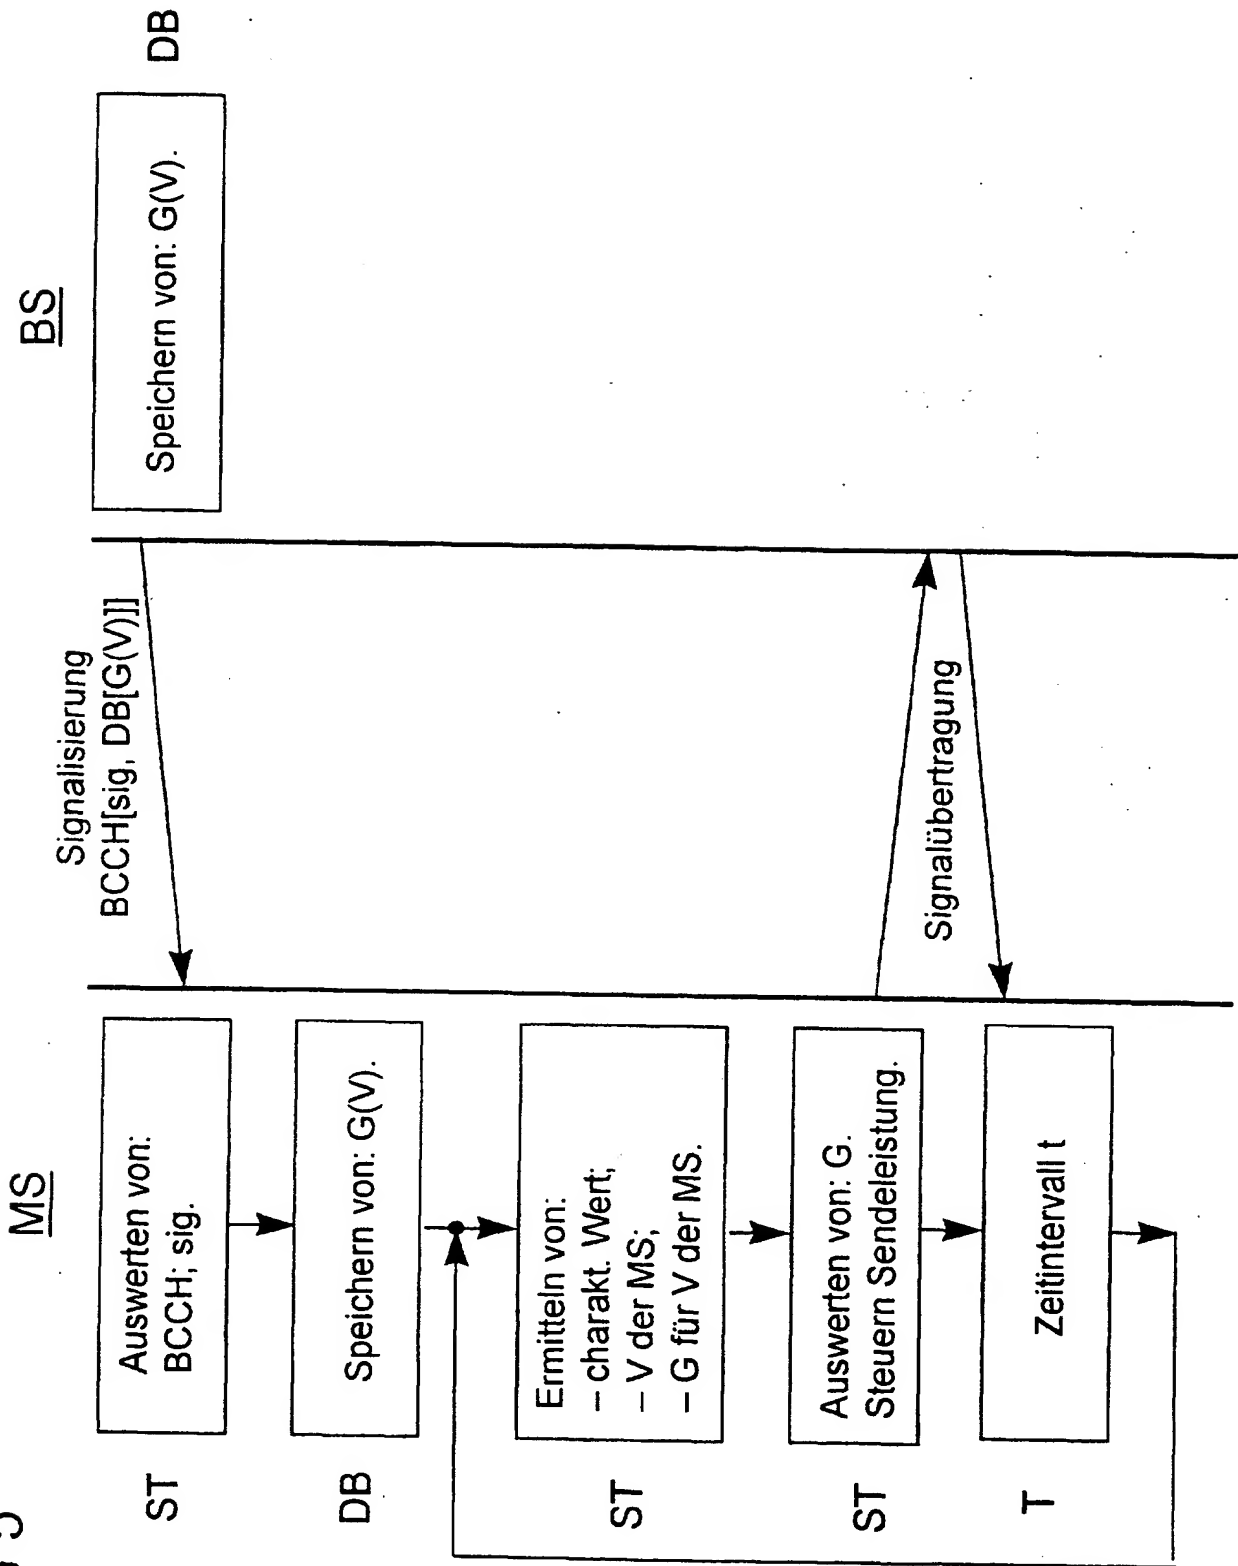 MS
BS
ST
Auswerten von:
BCCH; sig.
Signalisierung
BCCH[sig, DB[G(V)]]
Speichern von: G(V).
DB
DB
Speichern von: G(V).
ST
Ermitteln von:
– charakt. Wert;
– V der MS;
– G für V der MS.
ST
Auswerten von: G.
Steuern Sendeleistung.
Signalübertragung
T
Zeitintervall t